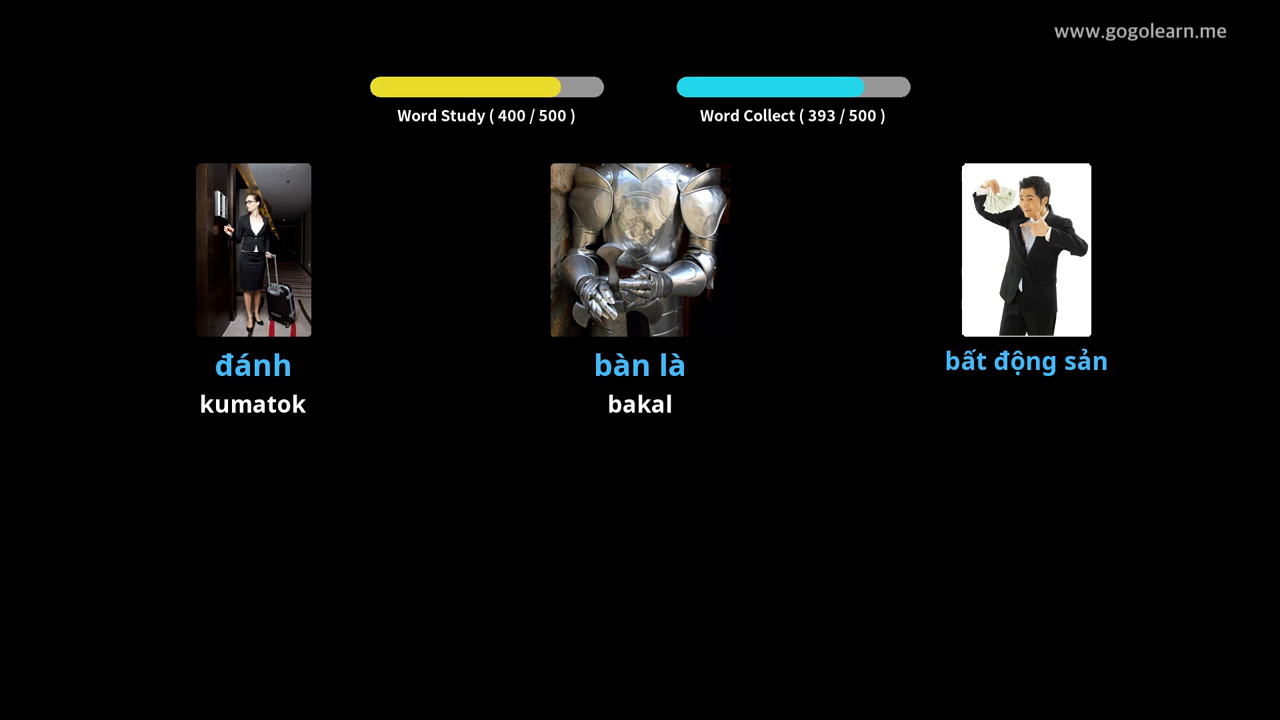 www.gogolearn.me
Word Study ( 400 / 500 )
Word Collect ( 393 / 500 )
đánh
kumatok
bàn là
bakal
bất động sản